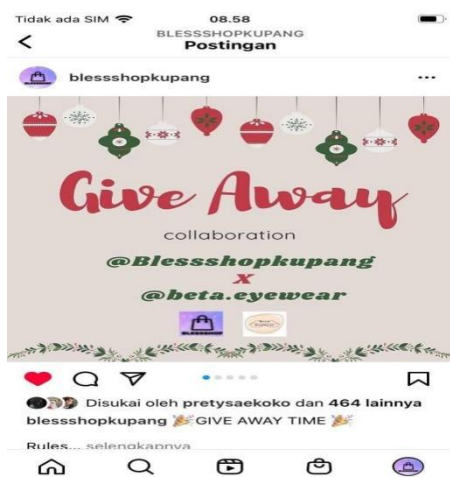 Tidak ada SIM 08.58
BLESSSHOPKUPANG
Postingan
blessshopkupang
Give Away
collaboration
@Blessshopkupang
X
@beta.eyewear
Disukai oleh pretysaekoko dan 464 lainnya
blessshopkupang 🎉GIVE AWAY TIME 🎉
Rules... selengkapnya